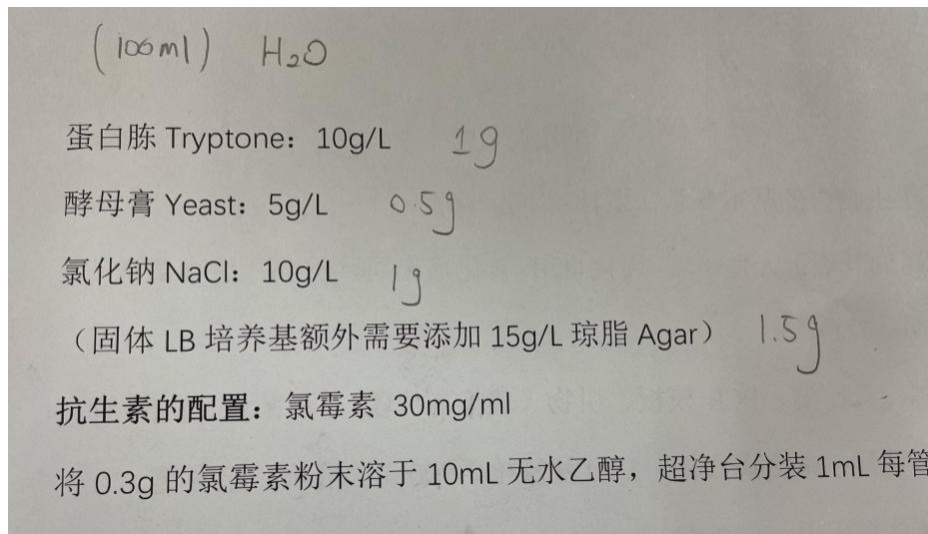 (100ml) H₂O
蛋白胨 Tryptone：10g/L 1g
酵母膏 Yeast：5g/L 0.5g
氯化钠 NaCl：10g/L 1g
（固体 LB 培养基额外需要添加 15g/L 琼脂 Agar） 1.5g
抗生素的配置：氯霉素 30mg/ml
将 0.3g 的氯霉素粉末溶于 10mL 无水乙醇，超净台分装 1mL 每管